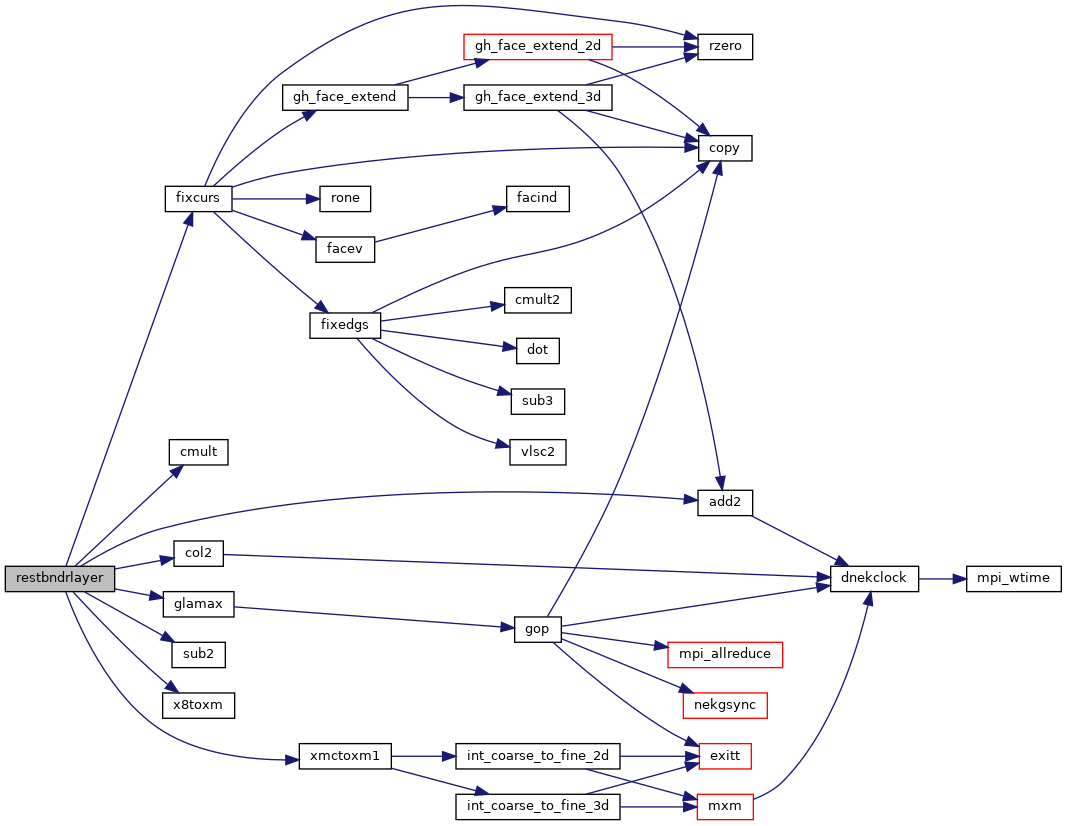 gh_face_extend_2d
rzero
gh_face_extend
gh_face_extend_3d
copy
fixcurs
rone
facind
facev
cmult2
fixedgs
dot
sub3
cmult
vlsc2
add2
col2
restbndrlayer
dnekclock
mpi_wtime
glamax
gop
sub2
mpi_allreduce
x8toxm
nekgsync
xmctoxm1
int_coarse_to_fine_2d
exitt
int_coarse_to_fine_3d
mxm